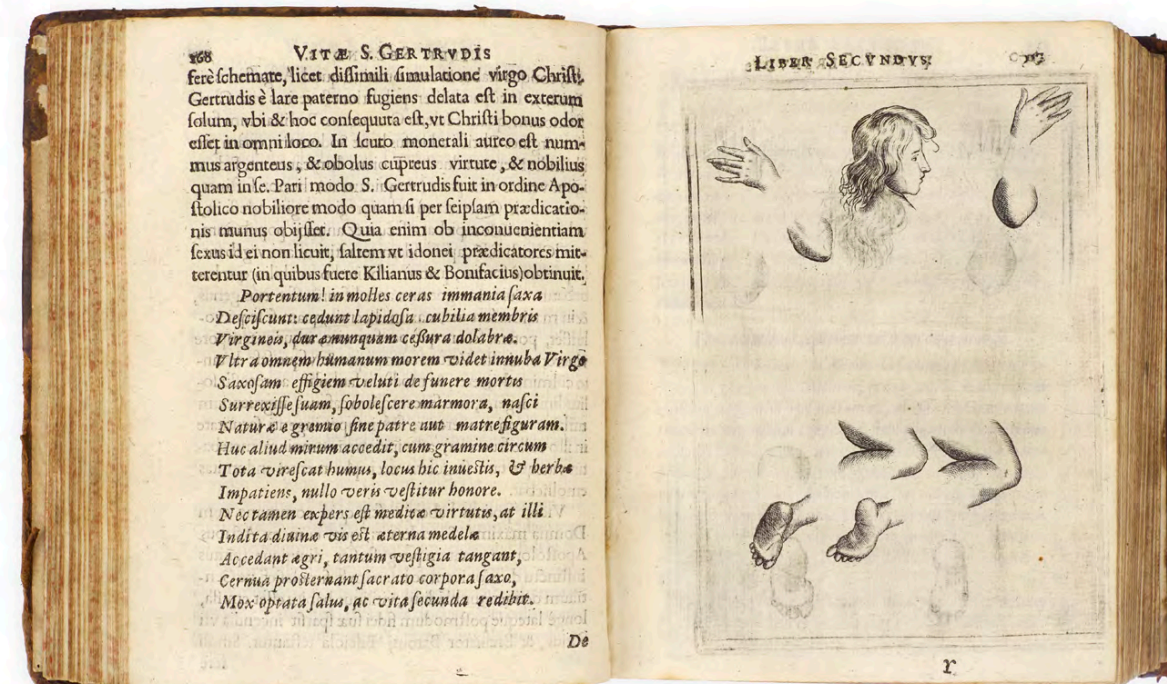 168 VITÆ S. GERTRVDIS
ferè ſchemate, licet diſſimili ſimulatione virgo Chriſti.
Gertrudis è lare paterno fugiens delata eſt in exterum
ſolum, vbi & hoc conſequuta eſt, vt Chriſti bonus odor
eſſet in omni loco. In ſcuto monetali aureo eſt num-
mus argenteus, & obolus cupreus virtute, & nobilius
quam in ſe. Pari modo S. Gertrudis fuit in ordine Apo-
ſtolico nobiliore modo quam ſi per ſeipſam prædicatio-
nis munus obijſſet. Quia enim ob inconuenientiam
ſexus id ei non licuit, ſaltem vt idonei prædicatores mit-
terentur (in quibus fuere Kilianus & Bonifacius) obtinuit.
Portentum! in molles ceras immania ſaxa
Deſciſcunt: cedunt lapidoſa cubilia membris
Virgineis, duræ nunquam ceſſura dolabræ.
Vltra omnem humanum morem videt innuba Virgo
Saxoſam effigiem veluti de funere mortis
Surrexiſſe ſuam, ſoboleſcere marmora, naſci
Naturæ e gremio ſine patre aut matre figuram.
Huc aliud mirum accedit, cum gramine circum
Tota vireſcat humus, locus hic inueſtis, & herbæ
Impatiens, nullo veris veſtitur honore.
Nec tamen expers eſt medicæ virtutis, at illi
Indita diuinæ vis eſt æterna medelæ
Accedant ægri, tantum veſtigia tangant,
Cernua proſternant ſacrato corpora ſaxo,
Mox optata ſalus, ac vita ſecunda redibit.
De
LIBER SECVNDVS.
Y